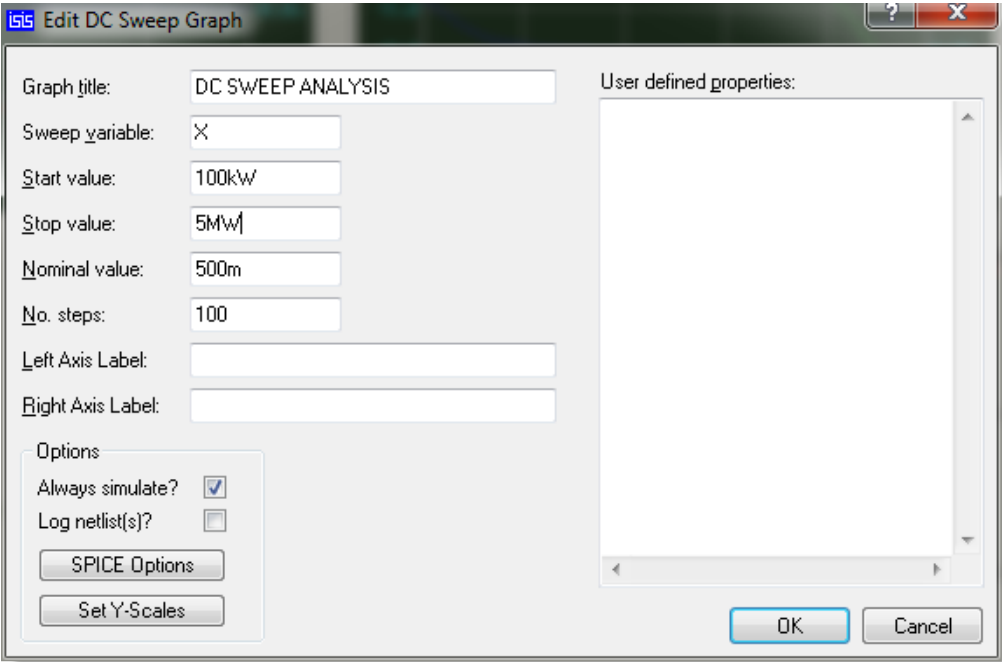 isis Edit DC Sweep Graph
? X
Graph title: DC SWEEP ANALYSIS
Sweep variable: X
Start value: 100kW
Stop value: 5MW
Nominal value: 500m
No. steps: 100
Left Axis Label:
Right Axis Label:
Options
Always simulate?
Log netlist(s)?
SPICE Options
Set Y-Scales
User defined properties:
OK Cancel